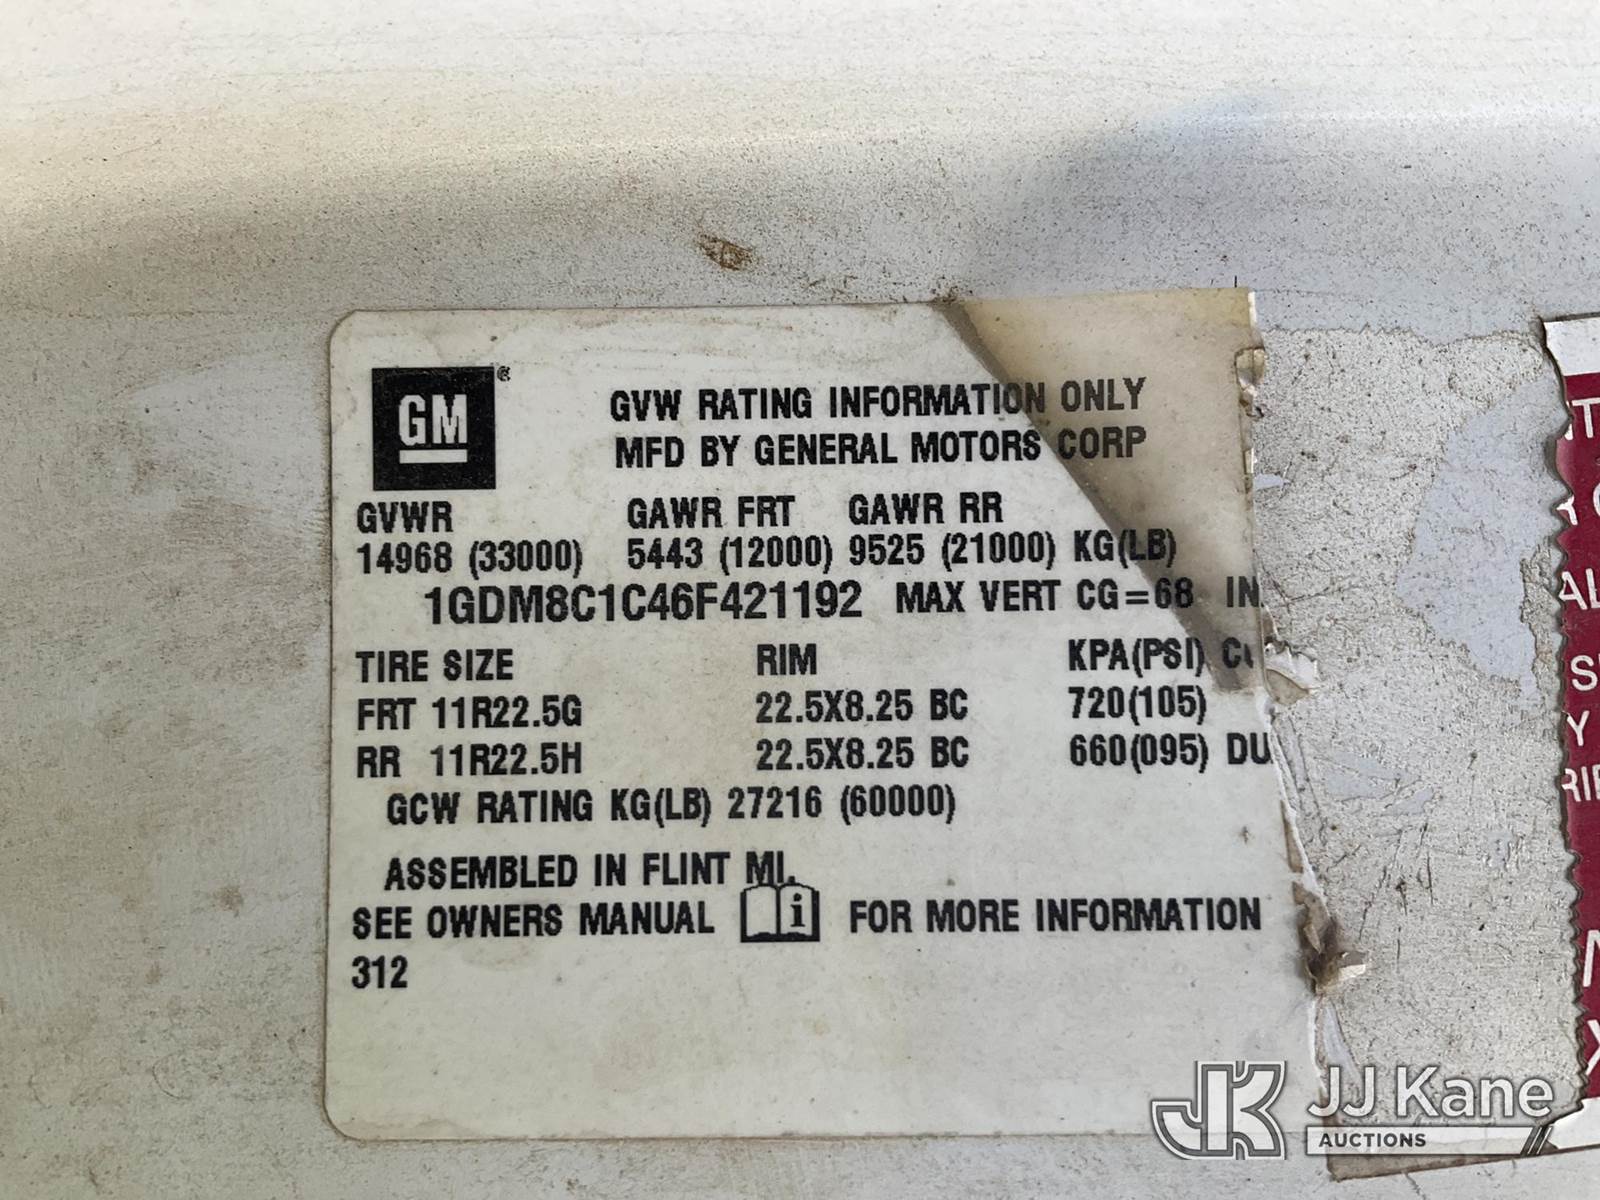 GM®
GVW RATING INFORMATION ONLY
MFD BY GENERAL MOTORS CORP
GVWR GAWR FRT GAWR RR
14968 (33000) 5443 (12000) 9525 (21000) KG(LB)
1GDM8C1C46F421192 MAX VERT CG=68 IN
TIRE SIZE RIM KPA(PSI)
FRT 11R22.5G 22.5X8.25 BC 720(105)
RR 11R22.5H 22.5X8.25 BC 660(095) DU
GCW RATING KG(LB) 27216 (60000)
ASSEMBLED IN FLINT MI.
SEE OWNERS MANUAL i FOR MORE INFORMATION
312
JK JJ Kane
AUCTIONS